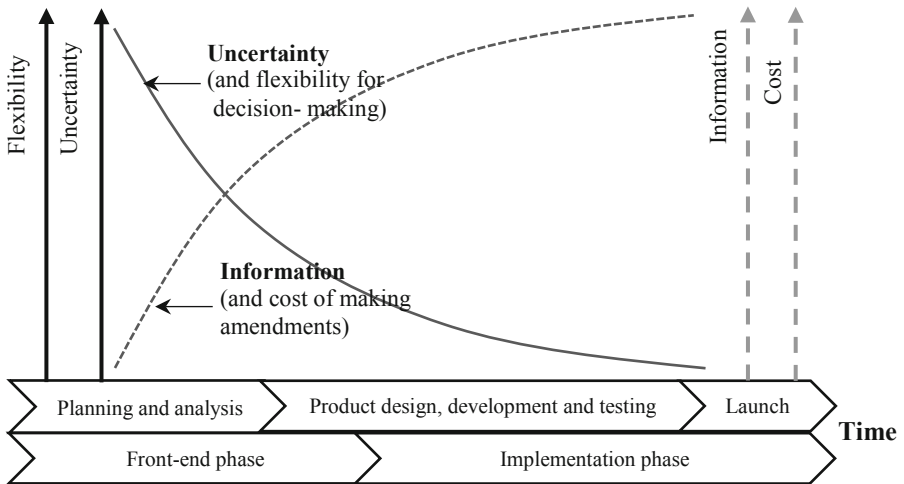 Flexibility
Uncertainty
Uncertainty
(and flexibility for
decision- making)
Information
(and cost of making
amendments)
Information
Cost
Planning and analysis
Product design, development and testing
Launch
Time
Front-end phase
Implementation phase